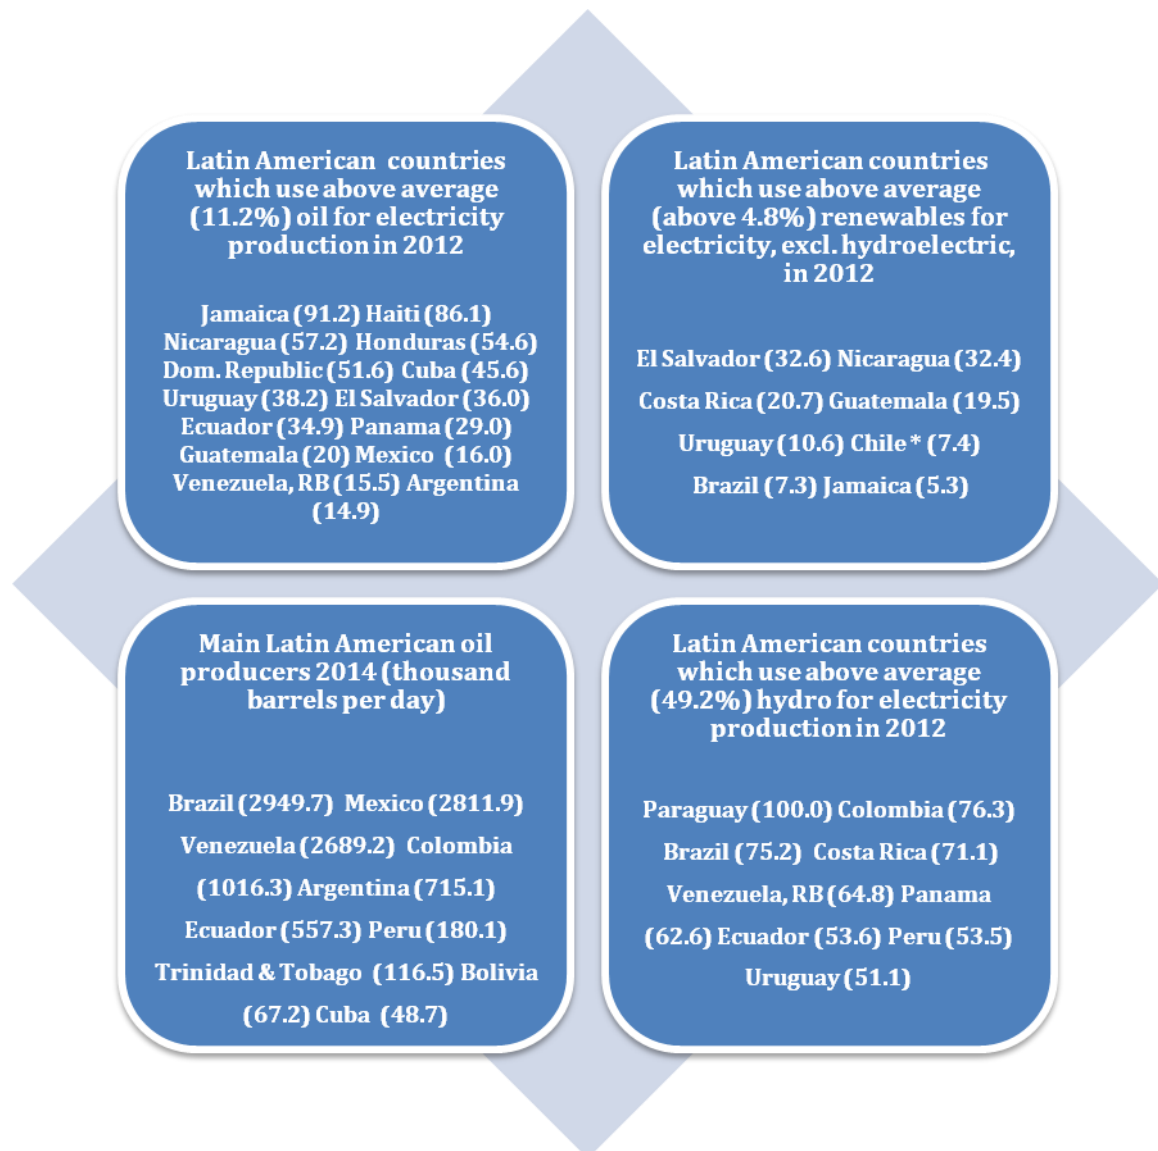 Latin American countries
which use above average
(11.2%) oil for electricity
production in 2012
Jamaica (91.2) Haiti (86.1)
Nicaragua (57.2) Honduras (54.6)
Dom. Republic (51.6) Cuba (45.6)
Uruguay (38.2) El Salvador (36.0)
Ecuador (34.9) Panama (29.0)
Guatemala (20) Mexico (16.0)
Venezuela, RB (15.5) Argentina
(14.9)
Latin American countries
which use above average
(above 4.8%) renewables for
electricity, excl. hydroelectric,
in 2012
El Salvador (32.6) Nicaragua (32.4)
Costa Rica (20.7) Guatemala (19.5)
Uruguay (10.6) Chile * (7.4)
Brazil (7.3) Jamaica (5.3)
Main Latin American oil
producers 2014 (thousand
barrels per day)
Brazil (2949.7) Mexico (2811.9)
Venezuela (2689.2) Colombia
(1016.3) Argentina (715.1)
Ecuador (557.3) Peru (180.1)
Trinidad & Tobago (116.5) Bolivia
(67.2) Cuba (48.7)
Latin American countries
which use above average
(49.2%) hydro for electricity
production in 2012
Paraguay (100.0) Colombia (76.3)
Brazil (75.2) Costa Rica (71.1)
Venezuela, RB (64.8) Panama
(62.6) Ecuador (53.6) Peru (53.5)
Uruguay (51.1)